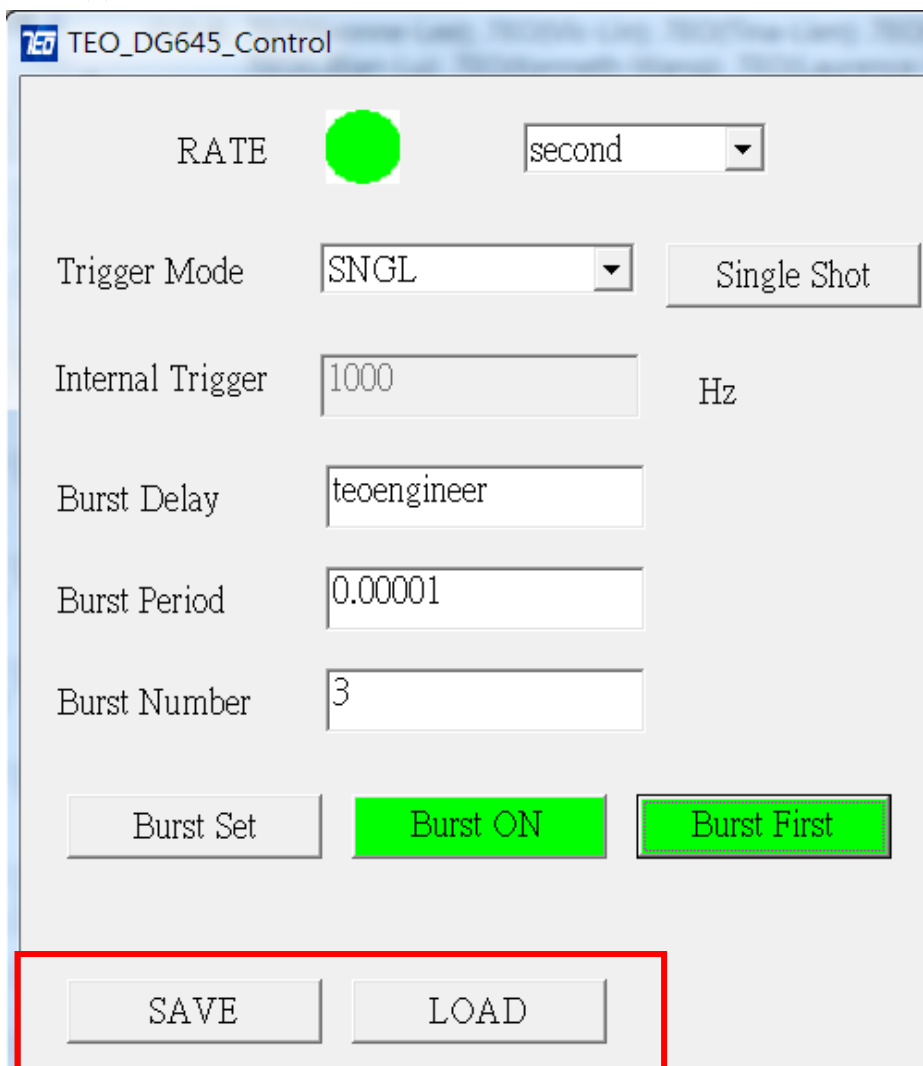 TEO TEO_DG645_Control
RATE second
Trigger Mode SNGL Single Shot
Internal Trigger 1000 Hz
Burst Delay teoengineer
Burst Period 0.00001
Burst Number 3
Burst Set Burst ON Burst First
SAVE LOAD